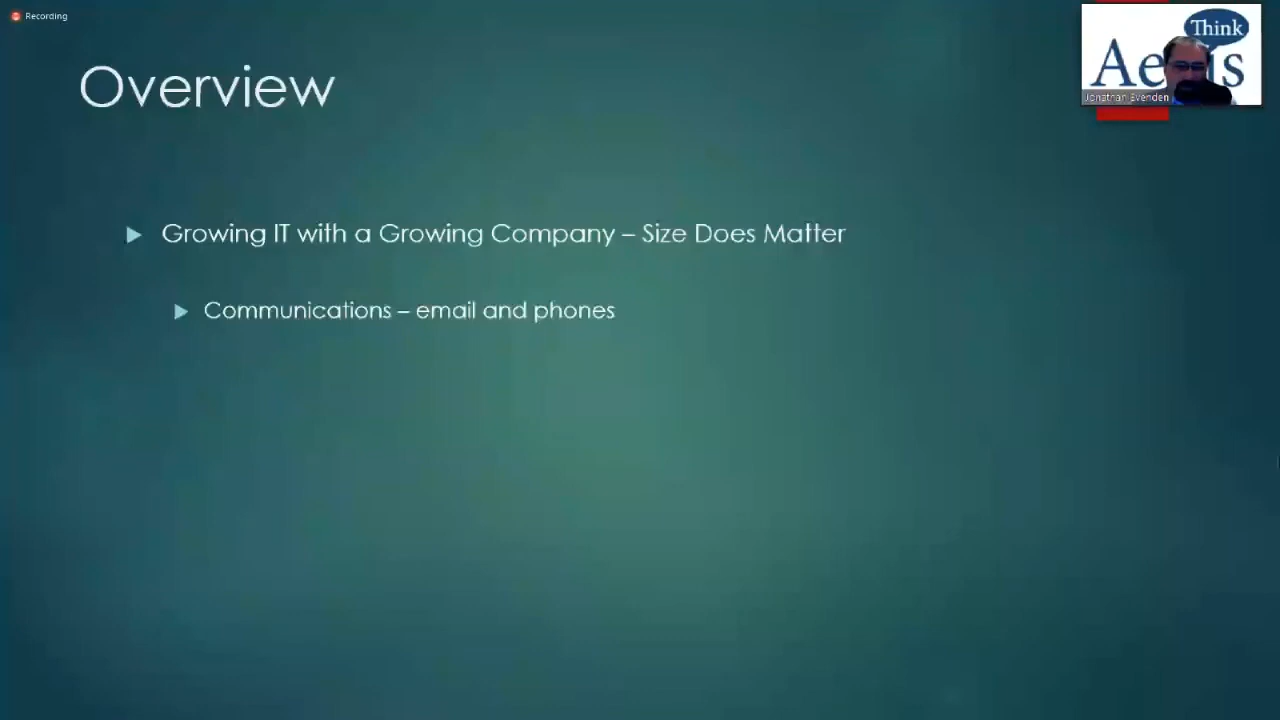 Recording
Think
Jonathan Evenden
Overview
Growing IT with a Growing Company – Size Does Matter
Communications – email and phones